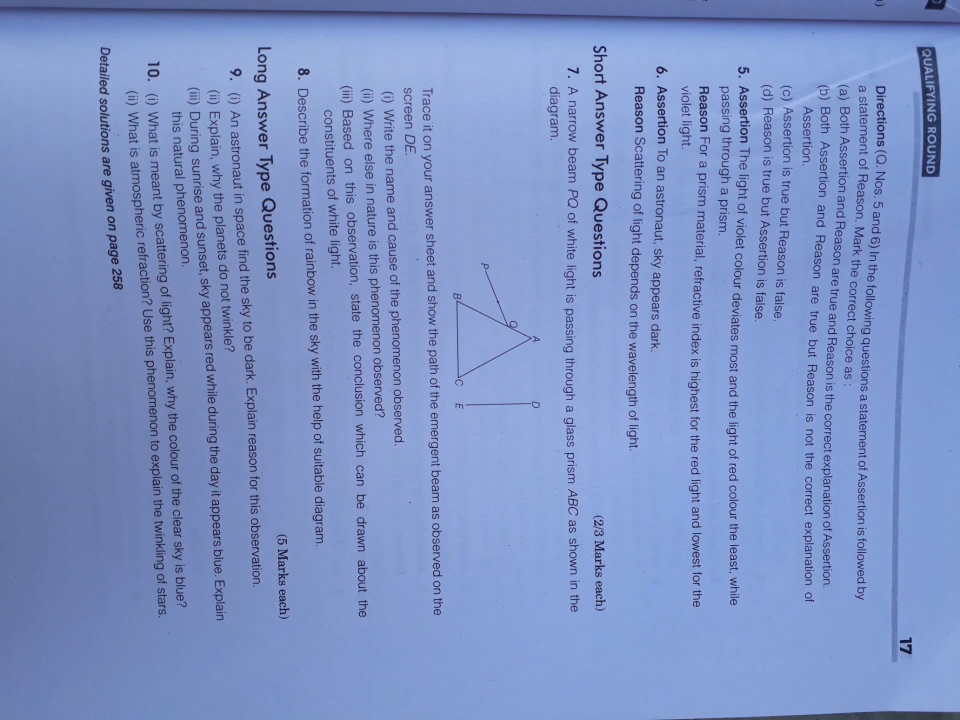 QUALIFYING ROUND
17
Directions (Q. Nos. 5 and 6) In the following questions a statement of Assertion is followed by
a statement of Reason. Mark the correct choice as :
(a) Both Assertion and Reason are true and Reason is the correct explanation of Assertion.
(b) Both Assertion and Reason are true but Reason is not the correct explanation of
Assertion.
(c) Assertion is true but Reason is false.
(d) Reason is true but Assertion is false.
5. Assertion The light of violet colour deviates most and the light of red colour the least, while
passing through a prism.
Reason For a prism material, refractive index is highest for the red light and lowest for the
violet light.
6. Assertion To an astronaut, sky appears dark.
Reason Scattering of light depends on the wavelength of light.
Short Answer Type Questions
(2/3 Marks each)
7. A narrow beam PQ of white light is passing through a glass prism ABC as shown in the
diagram.
A
D
Q
P
B
C
E
Trace it on your answer sheet and show the path of the emergent beam as observed on the
screen DE.
(i) Write the name and cause of the phenomenon observed.
(ii) Where else in nature is this phenomenon observed?
(iii) Based on this observation, state the conclusion which can be drawn about the
constituents of white light.
8. Describe the formation of rainbow in the sky with the help of suitable diagram.
Long Answer Type Questions
(5 Marks each)
9. (i) An astronaut in space find the sky to be dark. Explain reason for this observation.
(ii) Explain, why the planets do not twinkle?
(iii) During sunrise and sunset, sky appears red while during the day it appears blue. Explain
this natural phenomenon.
10. (i) What is meant by scattering of light? Explain, why the colour of the clear sky is blue?
(ii) What is atmospheric refraction? Use this phenomenon to explain the twinkling of stars.
Detailed solutions are given on page 258